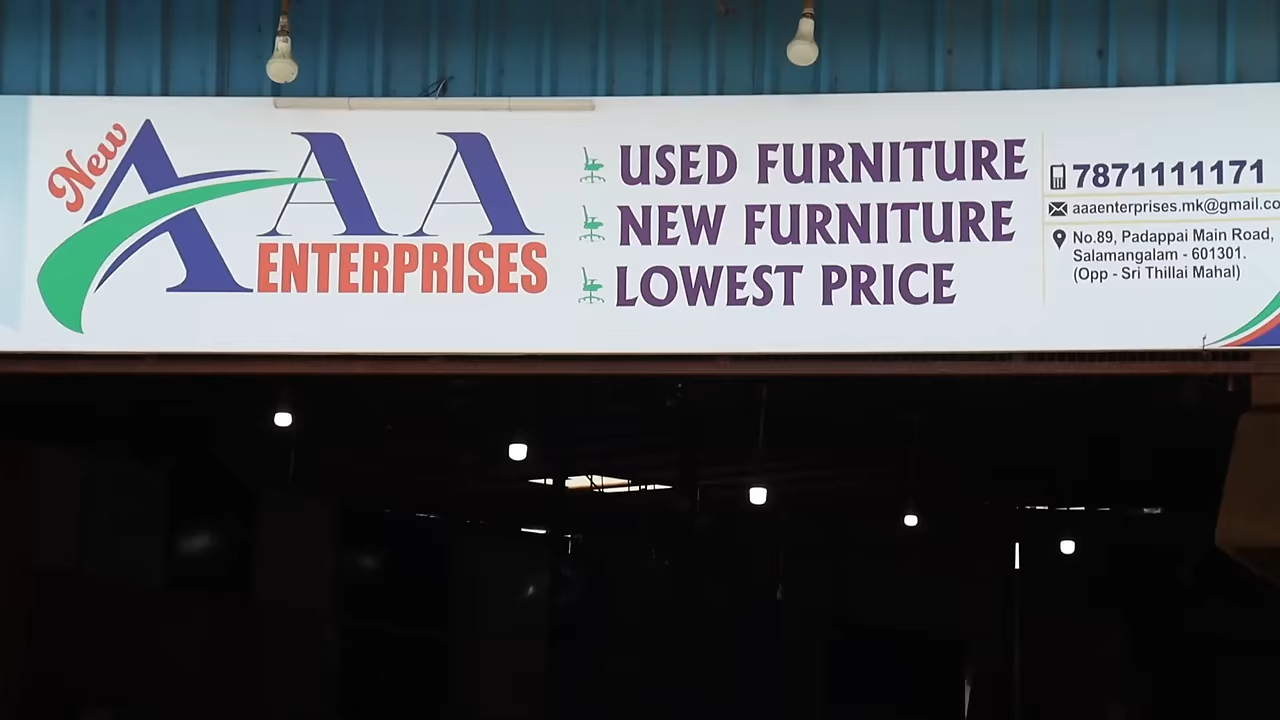 New
AAA
ENTERPRISES
USED FURNITURE
NEW FURNITURE
LOWEST PRICE
7871111171
aaaenterprises.mk@gmail.co
No.89, Padappai Main Road,
Salamangalam - 601301.
(Opp - Sri Thillai Mahal)